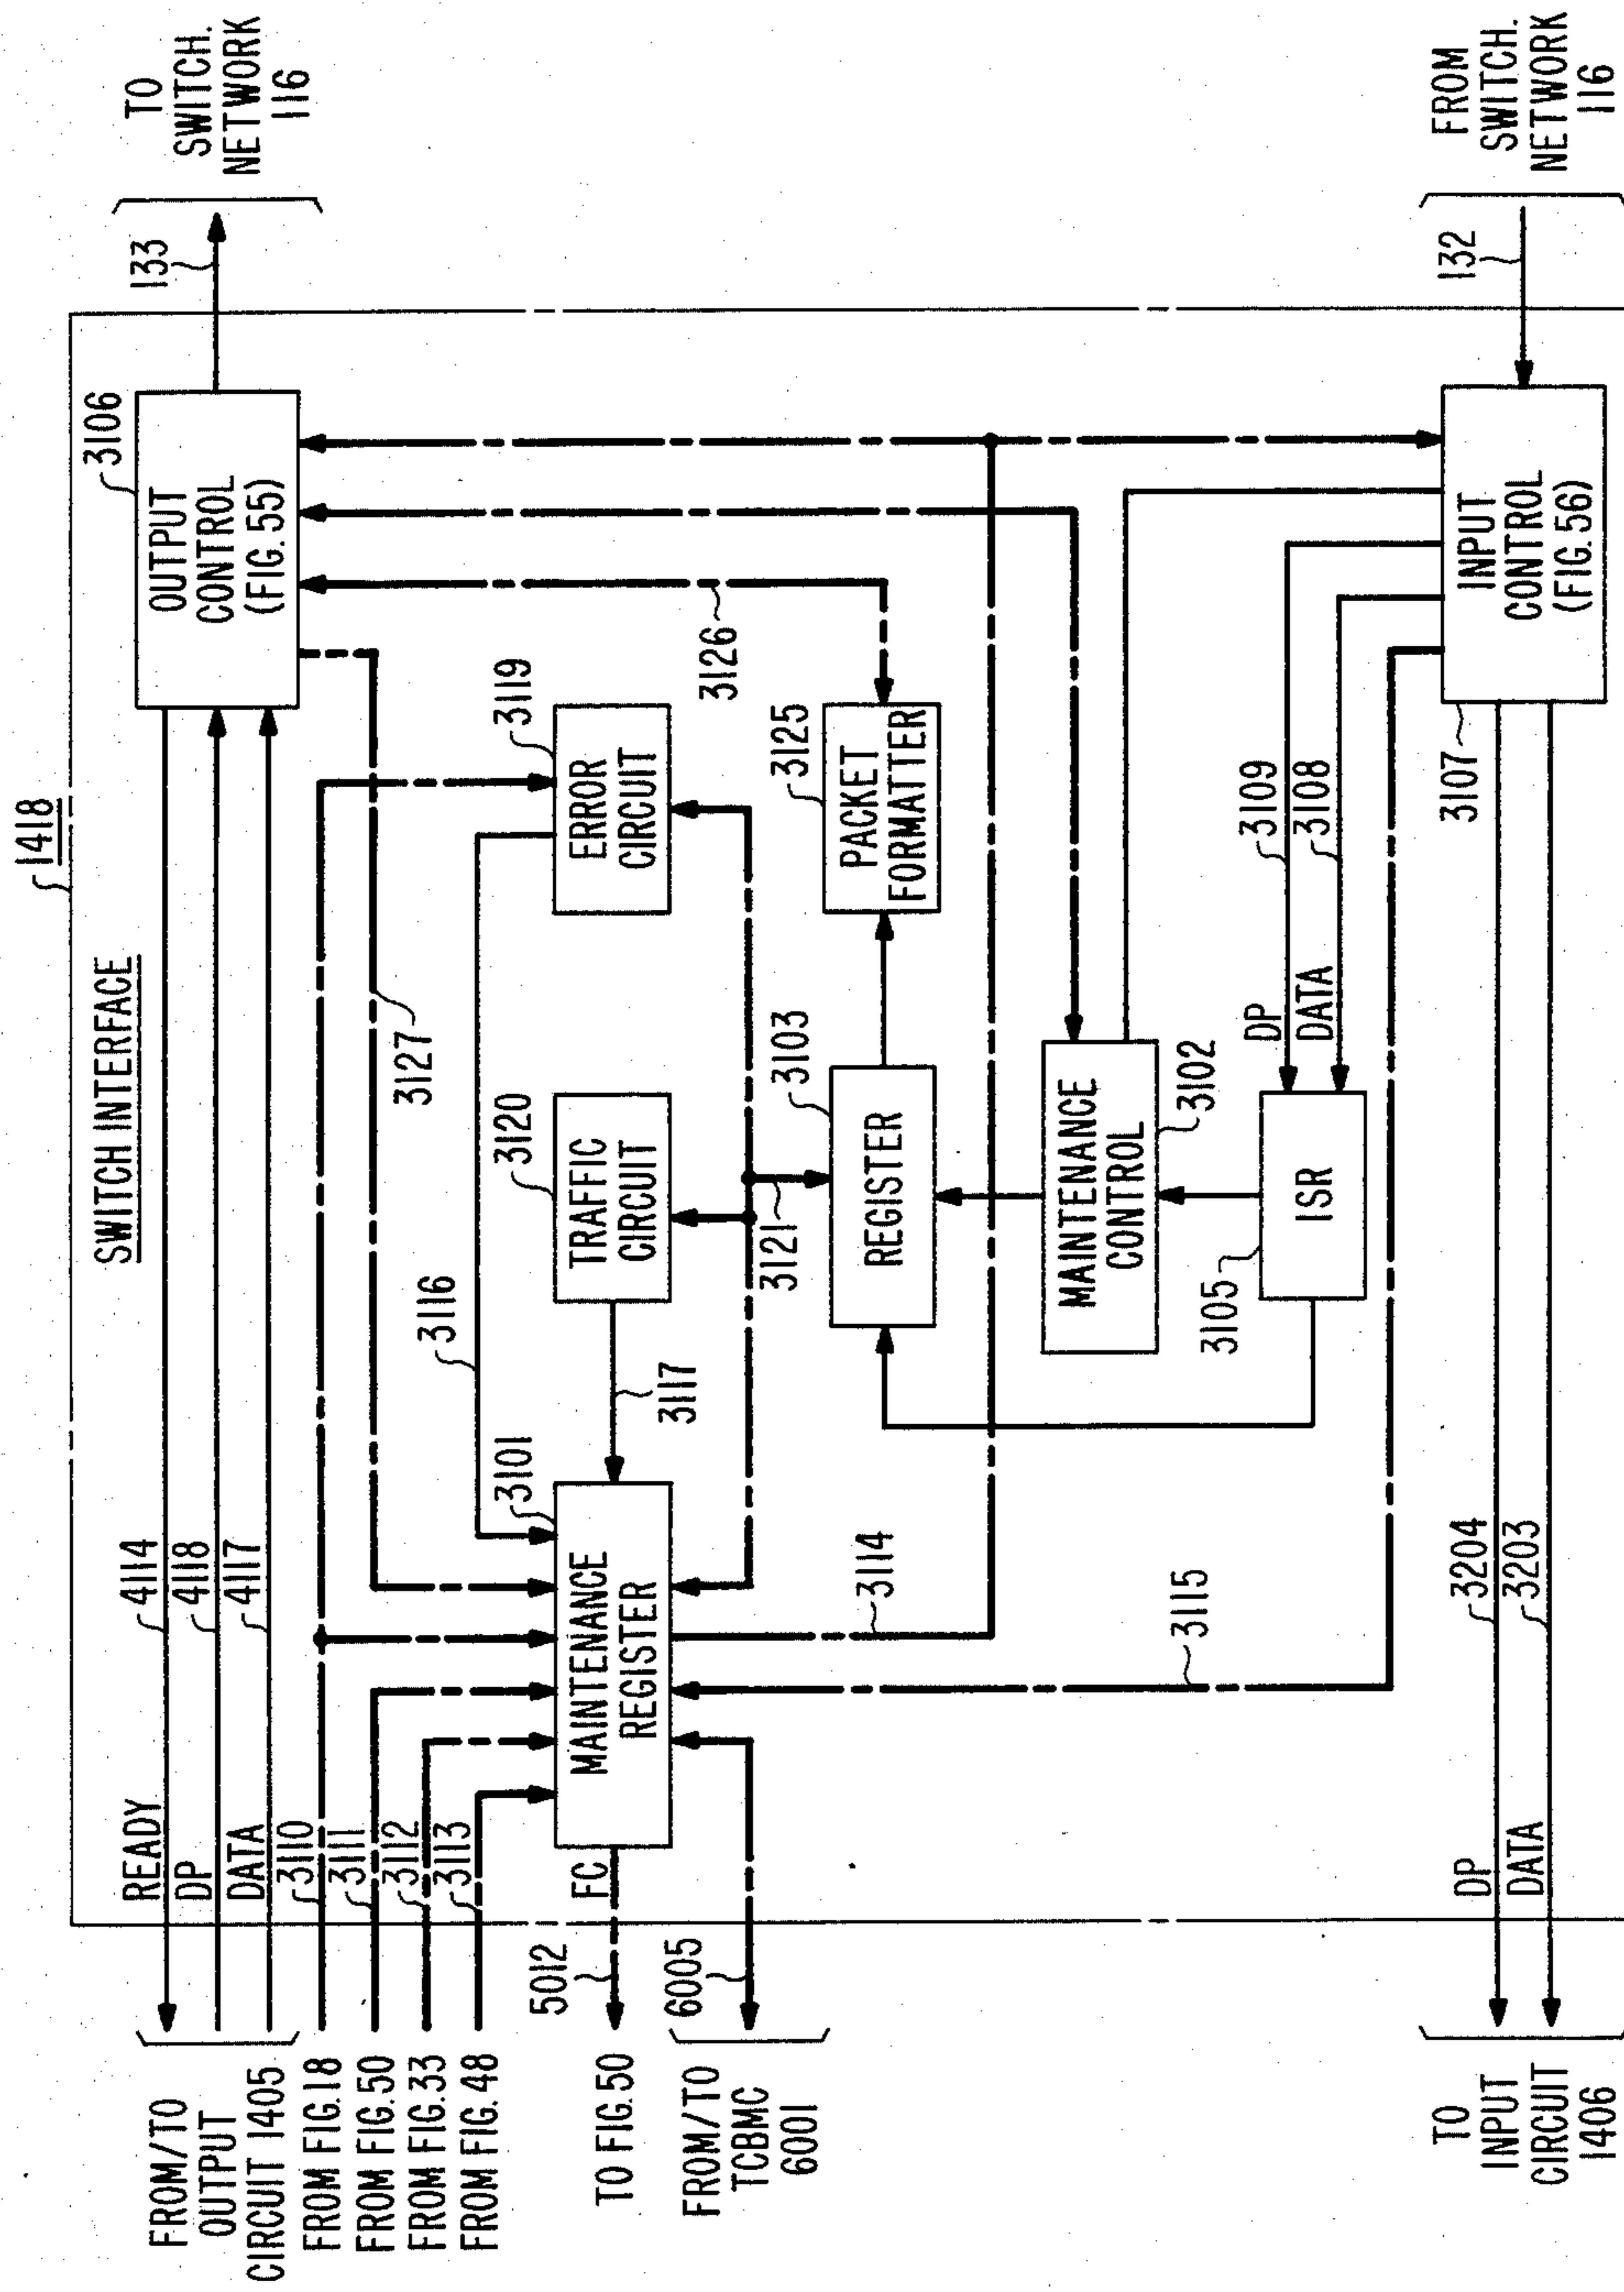 1418
SWITCH INTERFACE
FROM/TO
OUTPUT
CIRCUIT 1405
READY
4114
DP
4118
DATA
4117
3106
OUTPUT
CONTROL
(FIG. 55)
133
TO
SWITCH.
NETWORK
116
FROM FIG.18
3110
FROM FIG.50
3111
FROM FIG.33
3112
FROM FIG. 48
3113
3127
3116
3101
MAINTENANCE
REGISTER
3117
3120
TRAFFIC
CIRCUIT
3119
ERROR
CIRCUIT
TO FIG.50
5012
FC
3126
FROM/TO
TCBMC
6001
6005
3121
3103
REGISTER
3125
PACKET
FORMATTER
3114
3102
MAINTENANCE
CONTROL
3115
3105
ISR
DP
3109
DATA
3108
3107
INPUT
CONTROL
(FIG.56)
132
FROM
SWITCH.
NETWORK
116
TO
INPUT
CIRCUIT
1406
DP
3204
DATA
3203